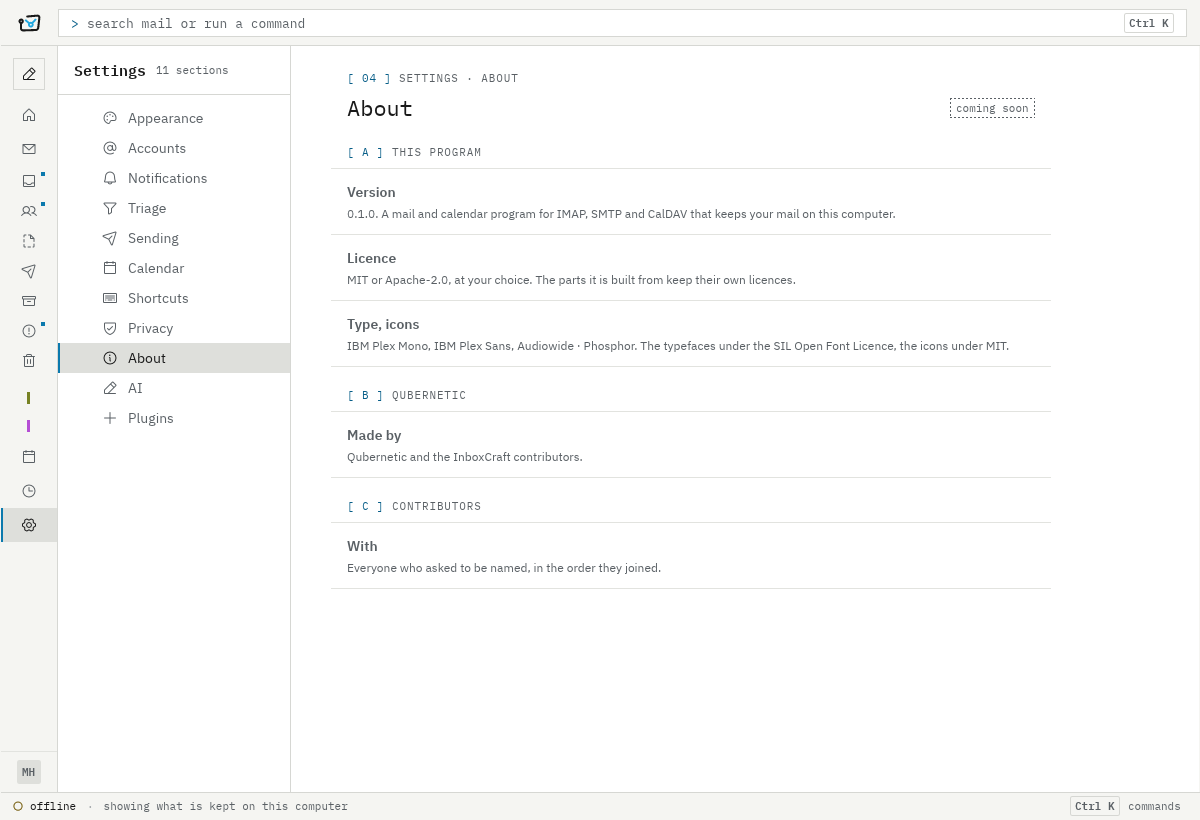 > search mail or run a command
Ctrl K
Settings 11 sections
Appearance
Accounts
Notifications
Triage
Sending
Calendar
Shortcuts
Privacy
About
AI
Plugins
[ 04 ] SETTINGS · ABOUT
About
coming soon
[ A ] THIS PROGRAM
Version
0.1.0. A mail and calendar program for IMAP, SMTP and CalDAV that keeps your mail on this computer.
Licence
MIT or Apache-2.0, at your choice. The parts it is built from keep their own licences.
Type, icons
IBM Plex Mono, IBM Plex Sans, Audiowide · Phosphor. The typefaces under the SIL Open Font Licence, the icons under MIT.
[ B ] QUBERNETIC
Made by
Qubernetic and the InboxCraft contributors.
[ C ] CONTRIBUTORS
With
Everyone who asked to be named, in the order they joined.
MH
offline · showing what is kept on this computer
Ctrl K commands